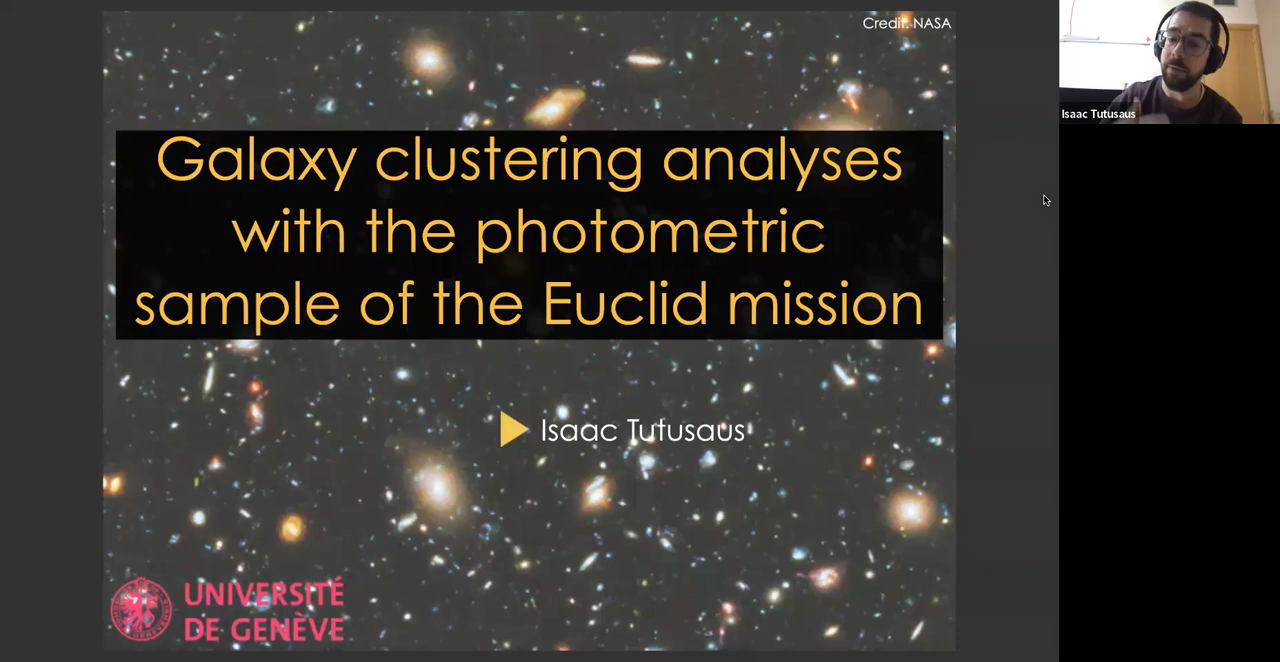 Credit: NASA
Galaxy clustering analyses
with the photometric
sample of the Euclid mission
Isaac Tutusaus
UNIVERSITÉ
DE GENÈVE
Isaac Tutusaus